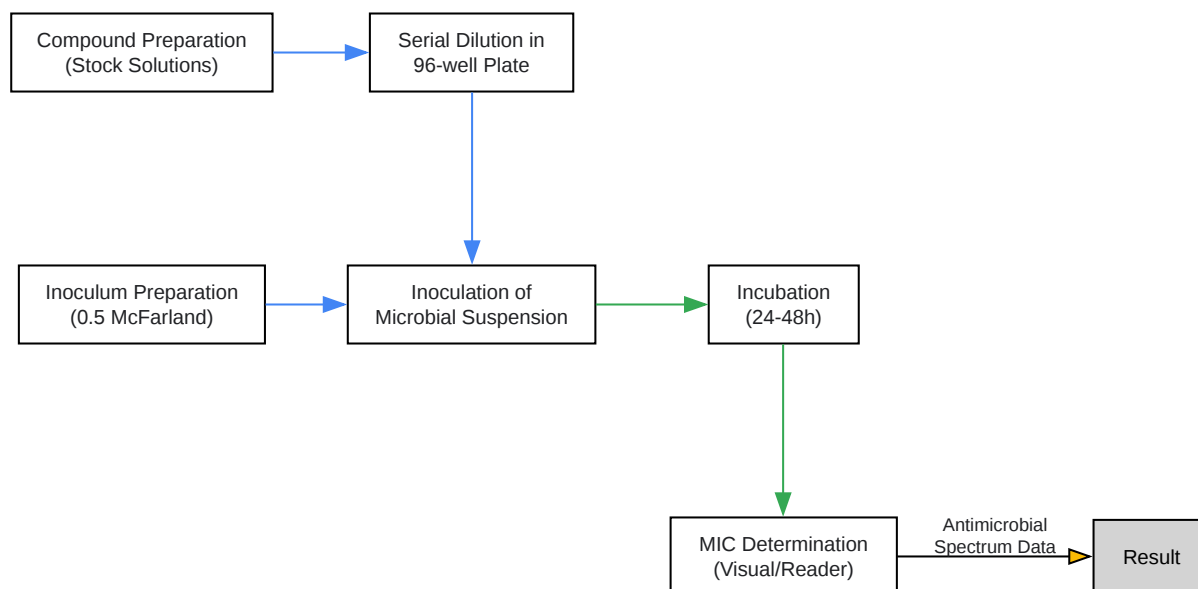 Compound Preparation
(Stock Solutions)
Serial Dilution in
96-well Plate
Inoculum Preparation
(0.5 McFarland)
Inoculation of
Microbial Suspension
Incubation
(24-48h)
MIC Determination
(Visual/Reader)
Antimicrobial
Spectrum Data
Result